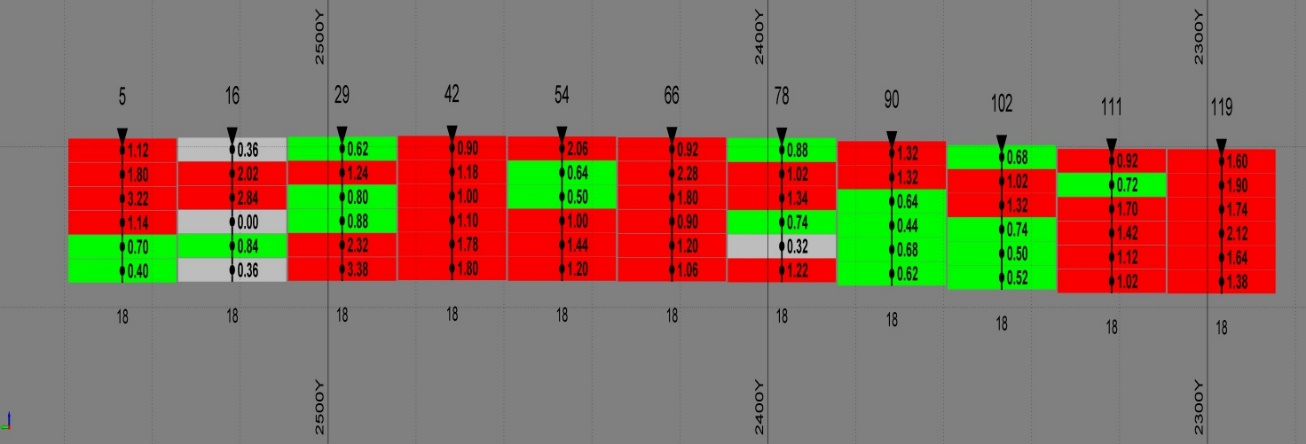 2500Y 2400Y 2300Y
5 16 29 42 54 66 78 90 102 111 119
1.12 0.36 0.62 0.90 2.06 0.92 0.88 1.32 0.68 0.92 1.60
1.80 2.02 1.24 1.18 0.64 2.28 1.02 1.32 1.02 0.72 1.90
3.22 2.84 0.80 1.00 0.50 1.80 1.34 0.64 1.32 1.70 1.74
1.14 0.00 0.88 1.10 1.00 0.90 0.74 0.44 0.74 1.42 2.12
0.70 0.84 2.32 1.78 1.44 1.20 0.32 0.68 0.50 1.12 1.64
0.40 0.36 3.38 1.80 1.20 1.06 1.22 0.62 0.52 1.02 1.38
18 18 18 18 18 18 18 18 18 18 18
2500Y 2400Y 2300Y